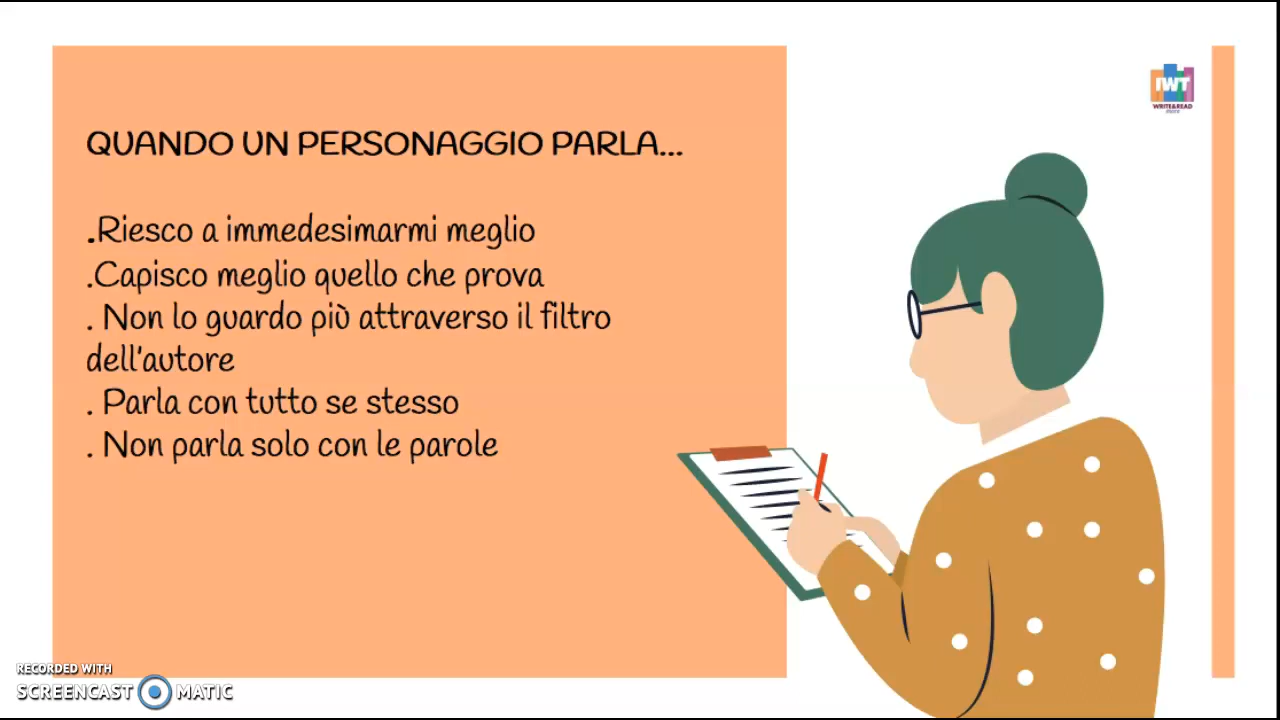 IWT
WRITE&READ
QUANDO UN PERSONAGGIO PARLA...
.Riesco a immedesimarmi meglio
.Capisco meglio quello che prova
. Non lo guardo più attraverso il filtro
dell'autore
. Parla con tutto se stesso
. Non parla solo con le parole
RECORDED WITH
SCREENCAST MATIC